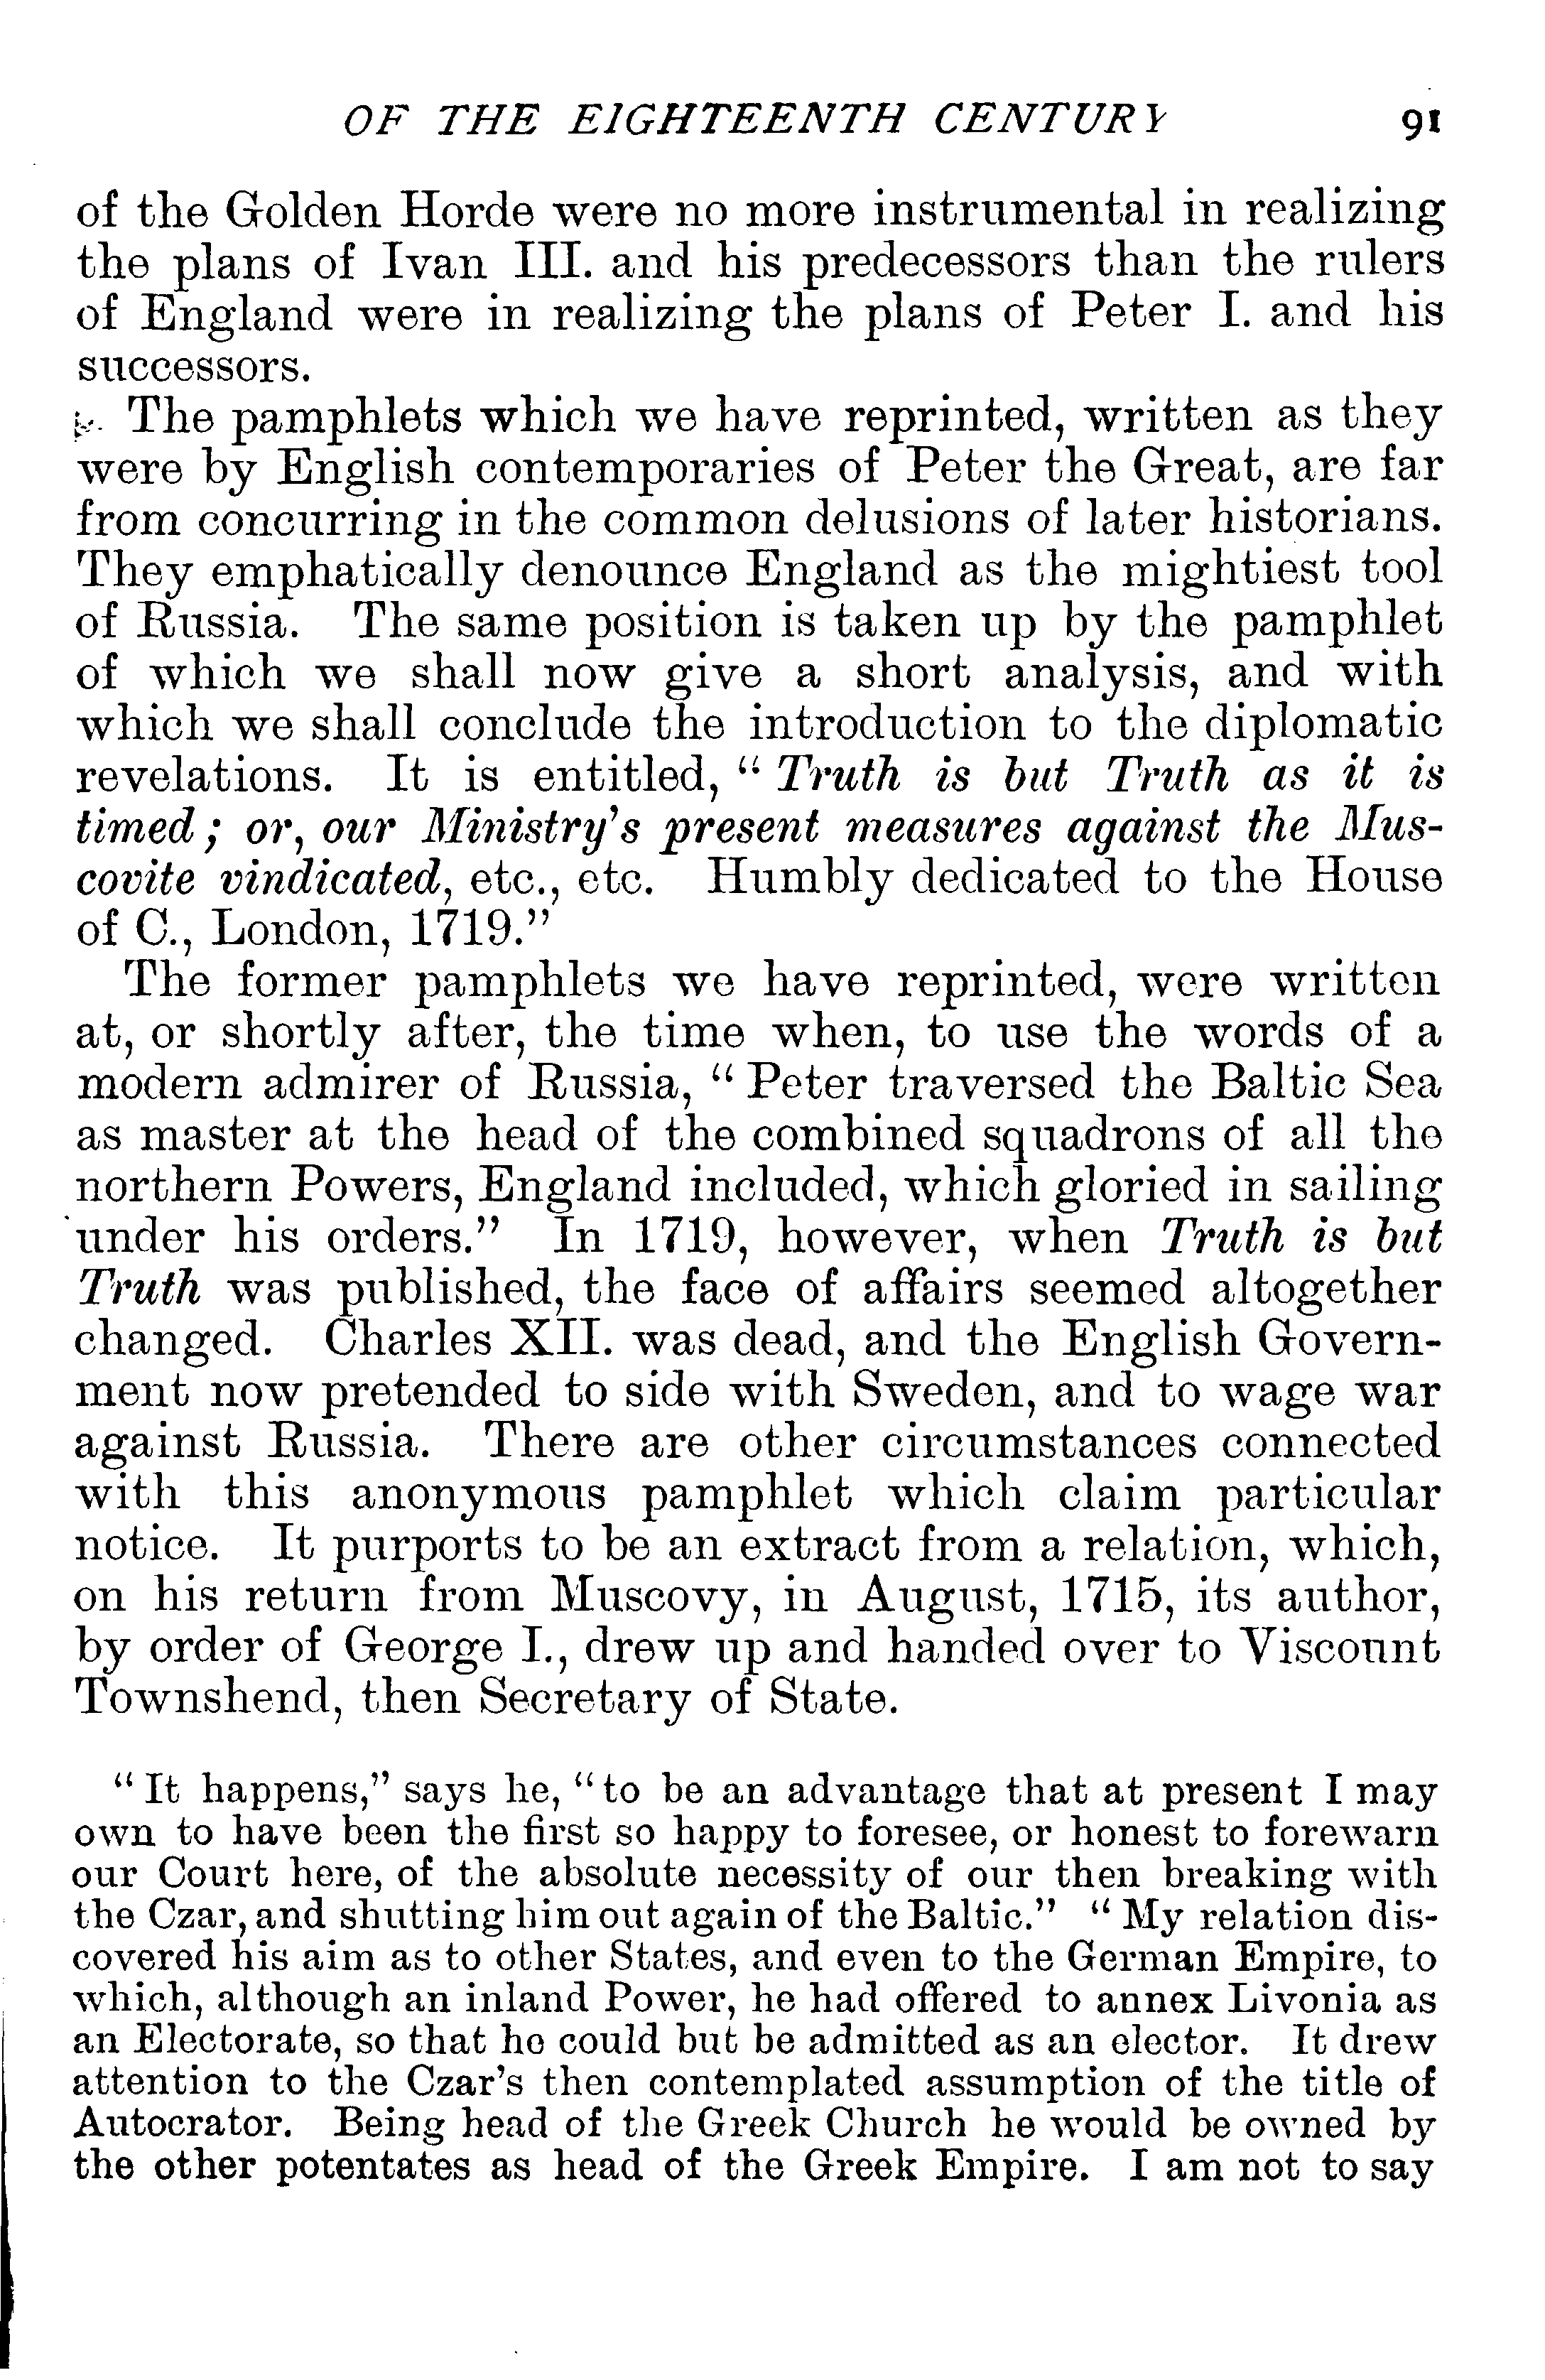 OF THE EIGHTEENTH CENTURY 91
of the Golden Horde were no more instrumental in realizing
the plans of Ivan III. and his predecessors than the rulers
of England were in realizing the plans of Peter I. and his
successors.
The pamphlets which we have reprinted, written as they
were by English contemporaries of Peter the Great, are far
from concurring in the common delusions of later historians.
They emphatically denounce England as the mightiest tool
of Russia. The same position is taken up by the pamphlet
of which we shall now give a short analysis, and with
which we shall conclude the introduction to the diplomatic
revelations. It is entitled, "Truth is but Truth as it is
timed; or, our Ministry's present measures against the Mus-
covite vindicated, etc., etc. Humbly dedicated to the House
of C., London, 1719."
The former pamphlets we have reprinted, were written
at, or shortly after, the time when, to use the words of a
modern admirer of Russia, "Peter traversed the Baltic Sea
as master at the head of the combined squadrons of all the
northern Powers, England included, which gloried in sailing
under his orders." In 1719, however, when Truth is but
Truth was published, the face of affairs seemed altogether
changed. Charles XII. was dead, and the English Govern-
ment now pretended to side with Sweden, and to wage war
against Russia. There are other circumstances connected
with this anonymous pamphlet which claim particular
notice. It purports to be an extract from a relation, which,
on his return from Muscovy, in August, 1715, its author,
by order of George I., drew up and handed over to Viscount
Townshend, then Secretary of State.
"It happens," says he, "to be an advantage that at present I may
own to have been the first so happy to foresee, or honest to forewarn
our Court here, of the absolute necessity of our then breaking with
the Czar, and shutting him out again of the Baltic." "My relation dis-
covered his aim as to other States, and even to the German Empire, to
which, although an inland Power, he had offered to annex Livonia as
an Electorate, so that he could but be admitted as an elector. It drew
attention to the Czar's then contemplated assumption of the title of
Autocrator. Being head of the Greek Church he would be owned by
the other potentates as head of the Greek Empire. I am not to say